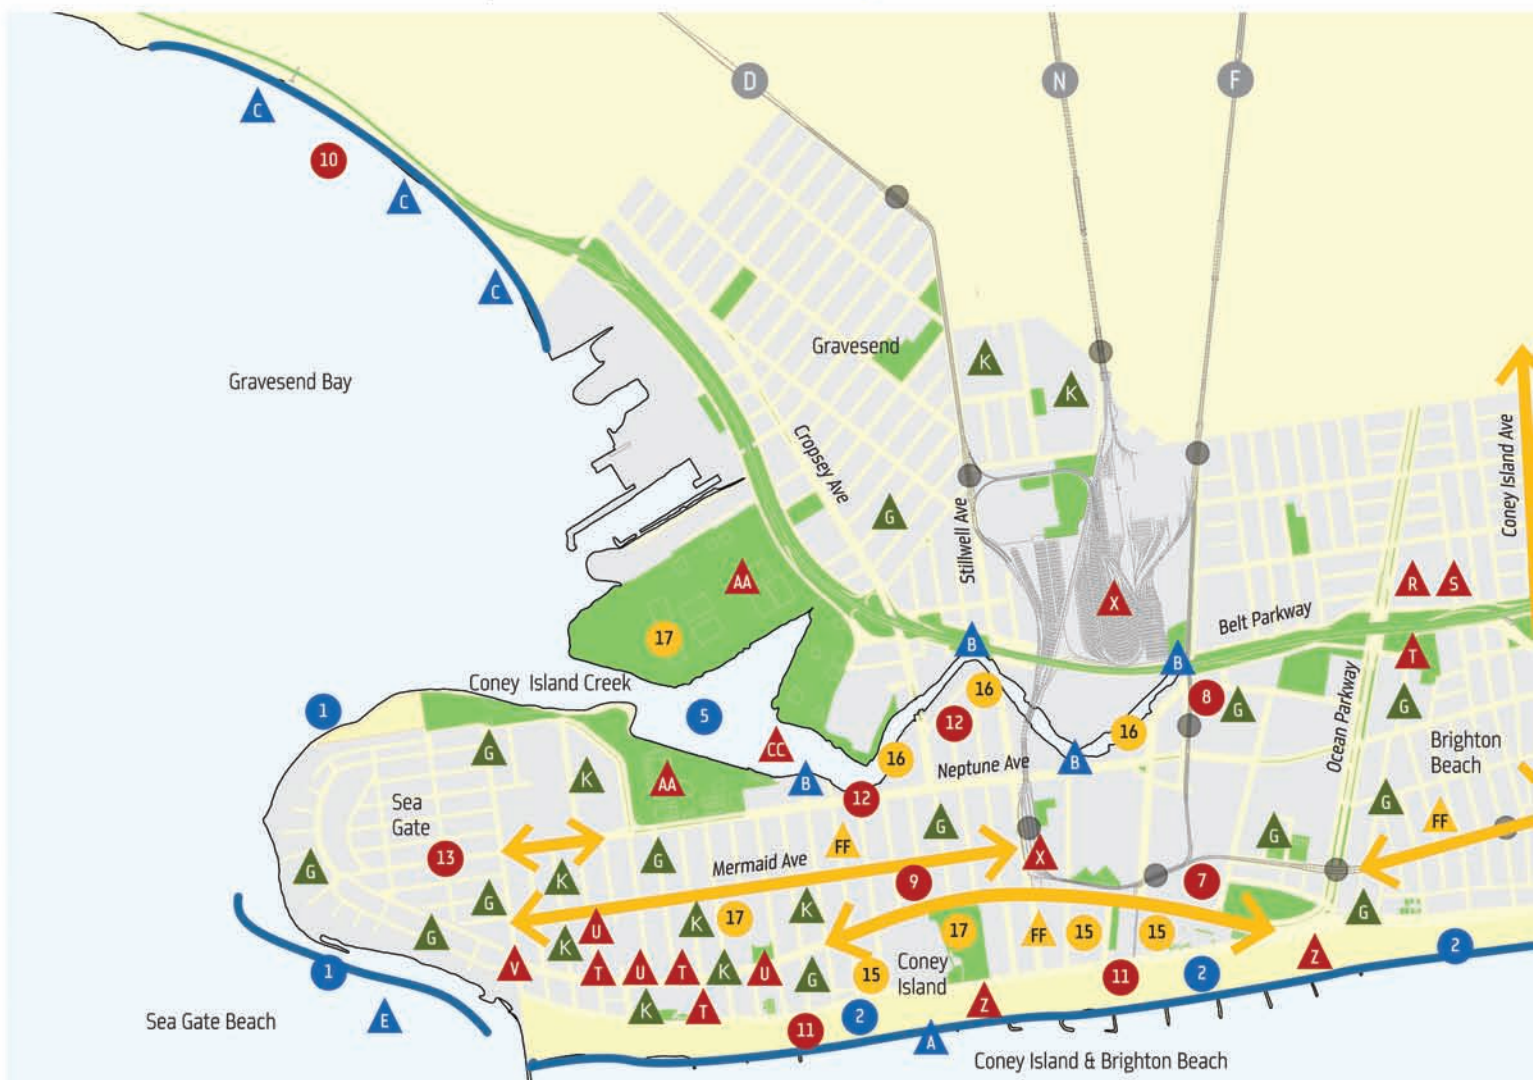 D
N
F
C
10
C
C
Gravesend
K
K
Gravesend Bay
Cropsey Ave
Coney Island Ave
G
Stillwell Ave
AA
X
R
S
Belt Parkway
17
B
B
T
Coney Island Creek
16
8
G
G
1
5
12
16
Ocean Parkway
Brighton
Beach
G
CC
16
Neptune Ave
B
K
AA
B
12
G
FF
Sea
Gate
G
G
FF
13
G
Mermaid Ave
X
G
K
9
7
G
K
17
K
G
U
17
FF
15
15
G
K
2
V
T
U
T
K
U
G
15
Coney
Island
11
2
Z
1
K
T
Z
Sea Gate Beach
E
11
2
A
Coney Island & Brighton Beach